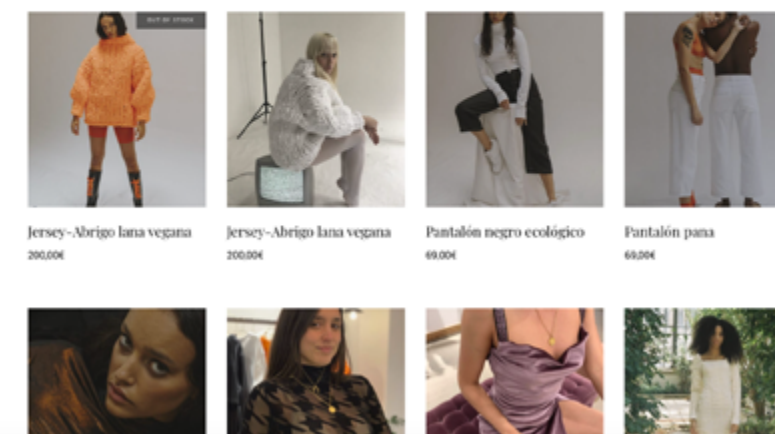 OUT OF STOCK
Jersey-Abrigo lana vegana
200,00€
Jersey-Abrigo lana vegana
200,00€
Pantalón negro ecológico
69,00€
Pantalón pana
69,00€